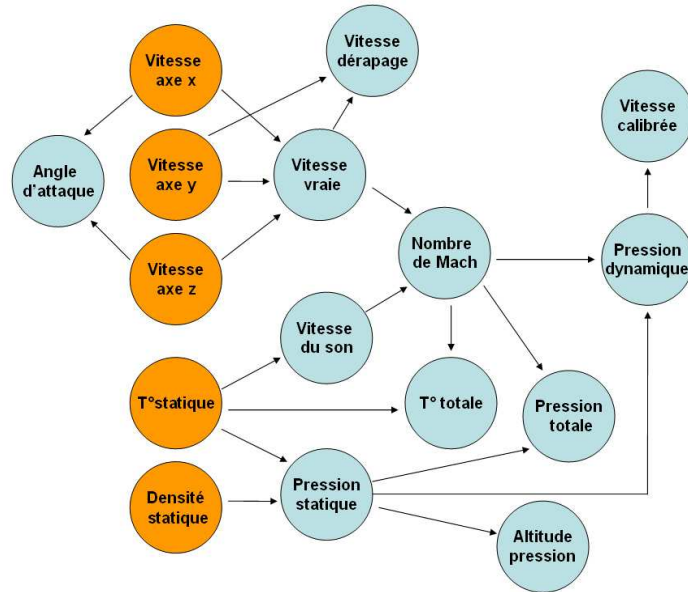 Vitesse
axe x
Vitesse
dérapage
Vitesse
calibrée
Angle
d'attaque
Vitesse
axe y
Vitesse
vraie
Vitesse
axe z
Nombre
de Mach
Pression
dynamique
Vitesse
du son
T°statique
T° totale
Pression
totale
Densité
statique
Pression
statique
Altitude
pression